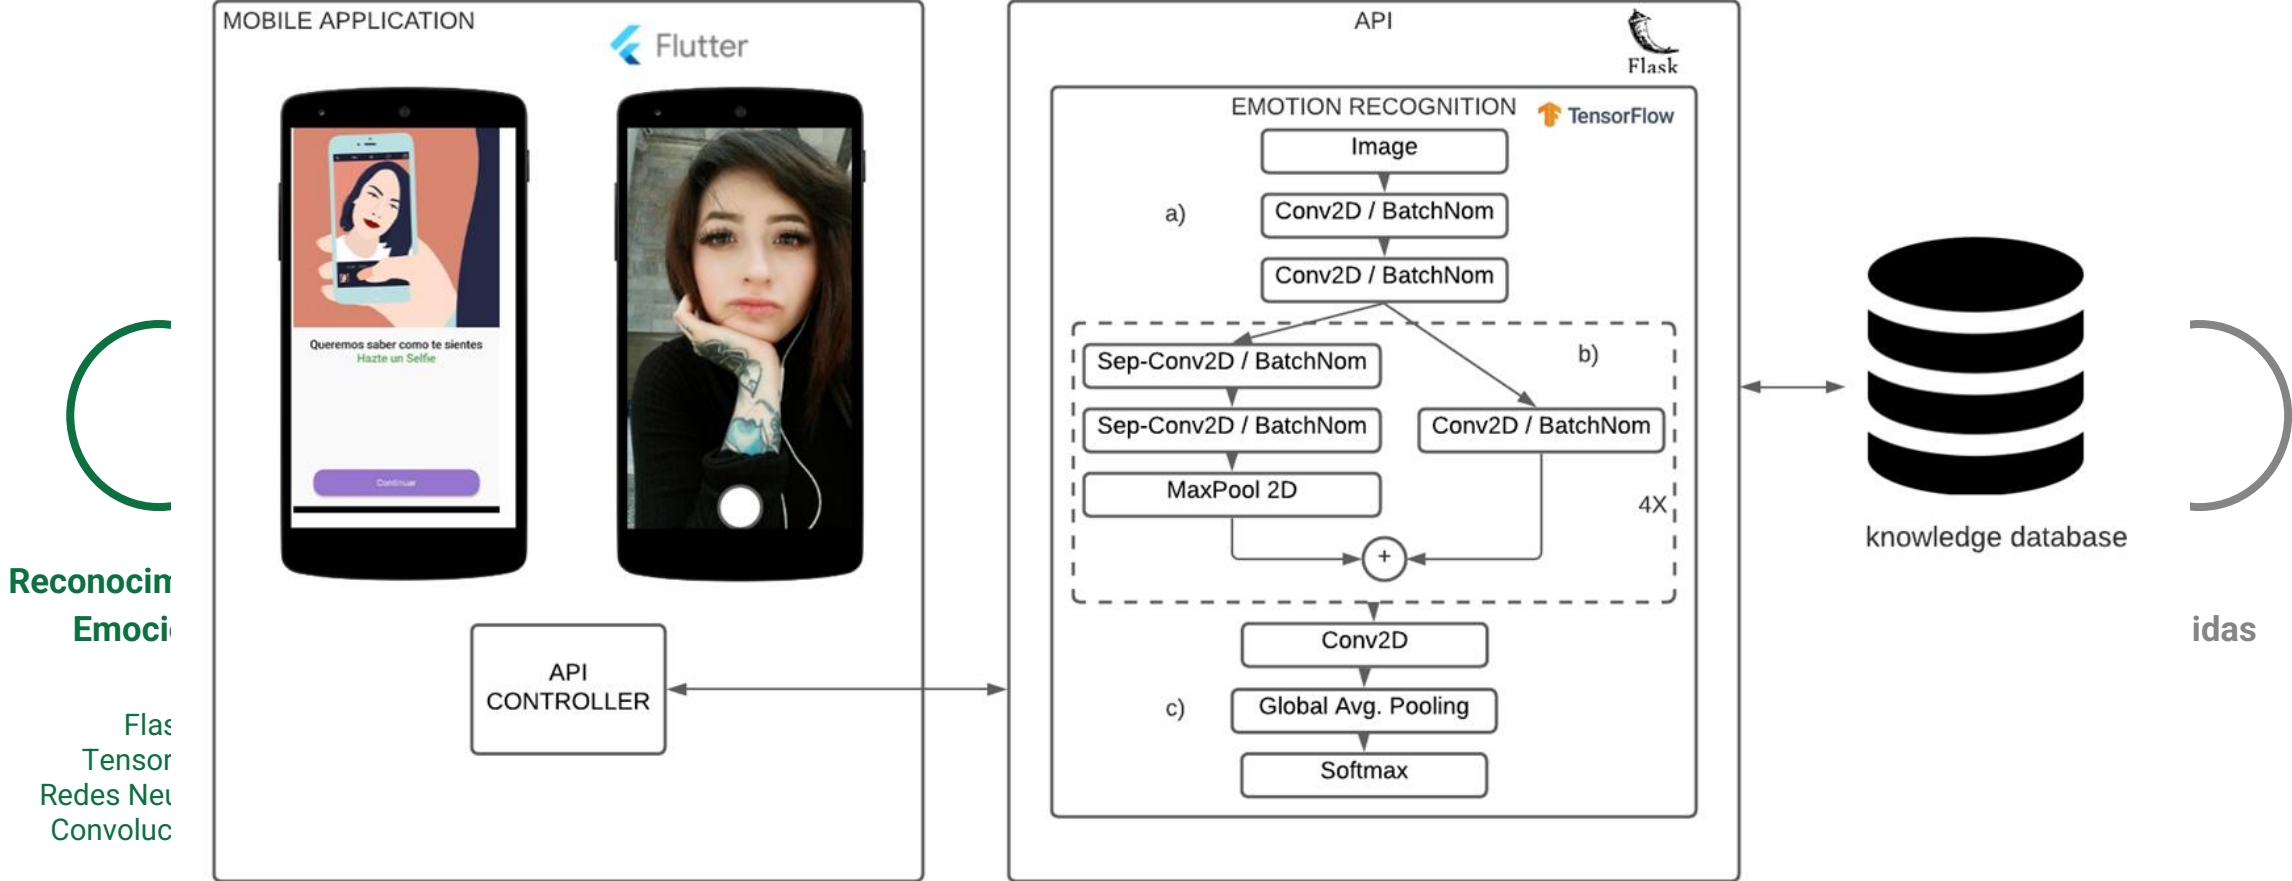 MOBILE APPLICATION
Flutter
Queremos saber como te sientes
Hazte un Selfie
Continuar
API
CONTROLLER
API
Flask
EMOTION RECOGNITION
TensorFlow
Image
a)
Conv2D / BatchNom
Conv2D / BatchNom
b)
Sep-Conv2D / BatchNom
Sep-Conv2D / BatchNom
Conv2D / BatchNom
MaxPool 2D
4X
+
Conv2D
c)
Global Avg. Pooling
Softmax
knowledge database
Reconocim
Emoci
Flas
Tensor
Redes Neu
Convoluc
idas